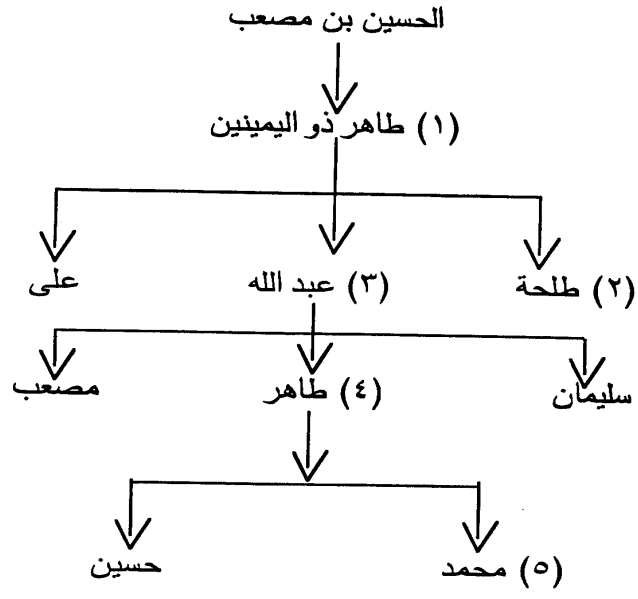 الحسين بن مصعب
(١) طاهر ذو اليمينين
(٢) طلحة (٣) عبد الله على
سليمان (٤) طاهر مصعب
(٥) محمد حسين